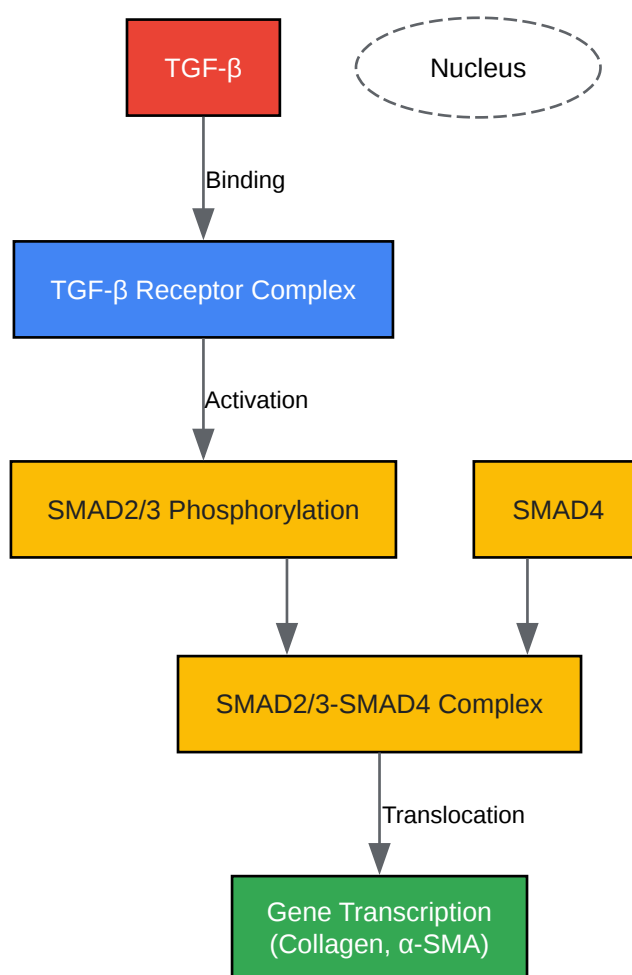 TGF-β
Nucleus
Binding
TGF-β Receptor Complex
Activation
SMAD2/3 Phosphorylation
SMAD4
SMAD2/3-SMAD4 Complex
Translocation
Gene Transcription
(Collagen, α-SMA)